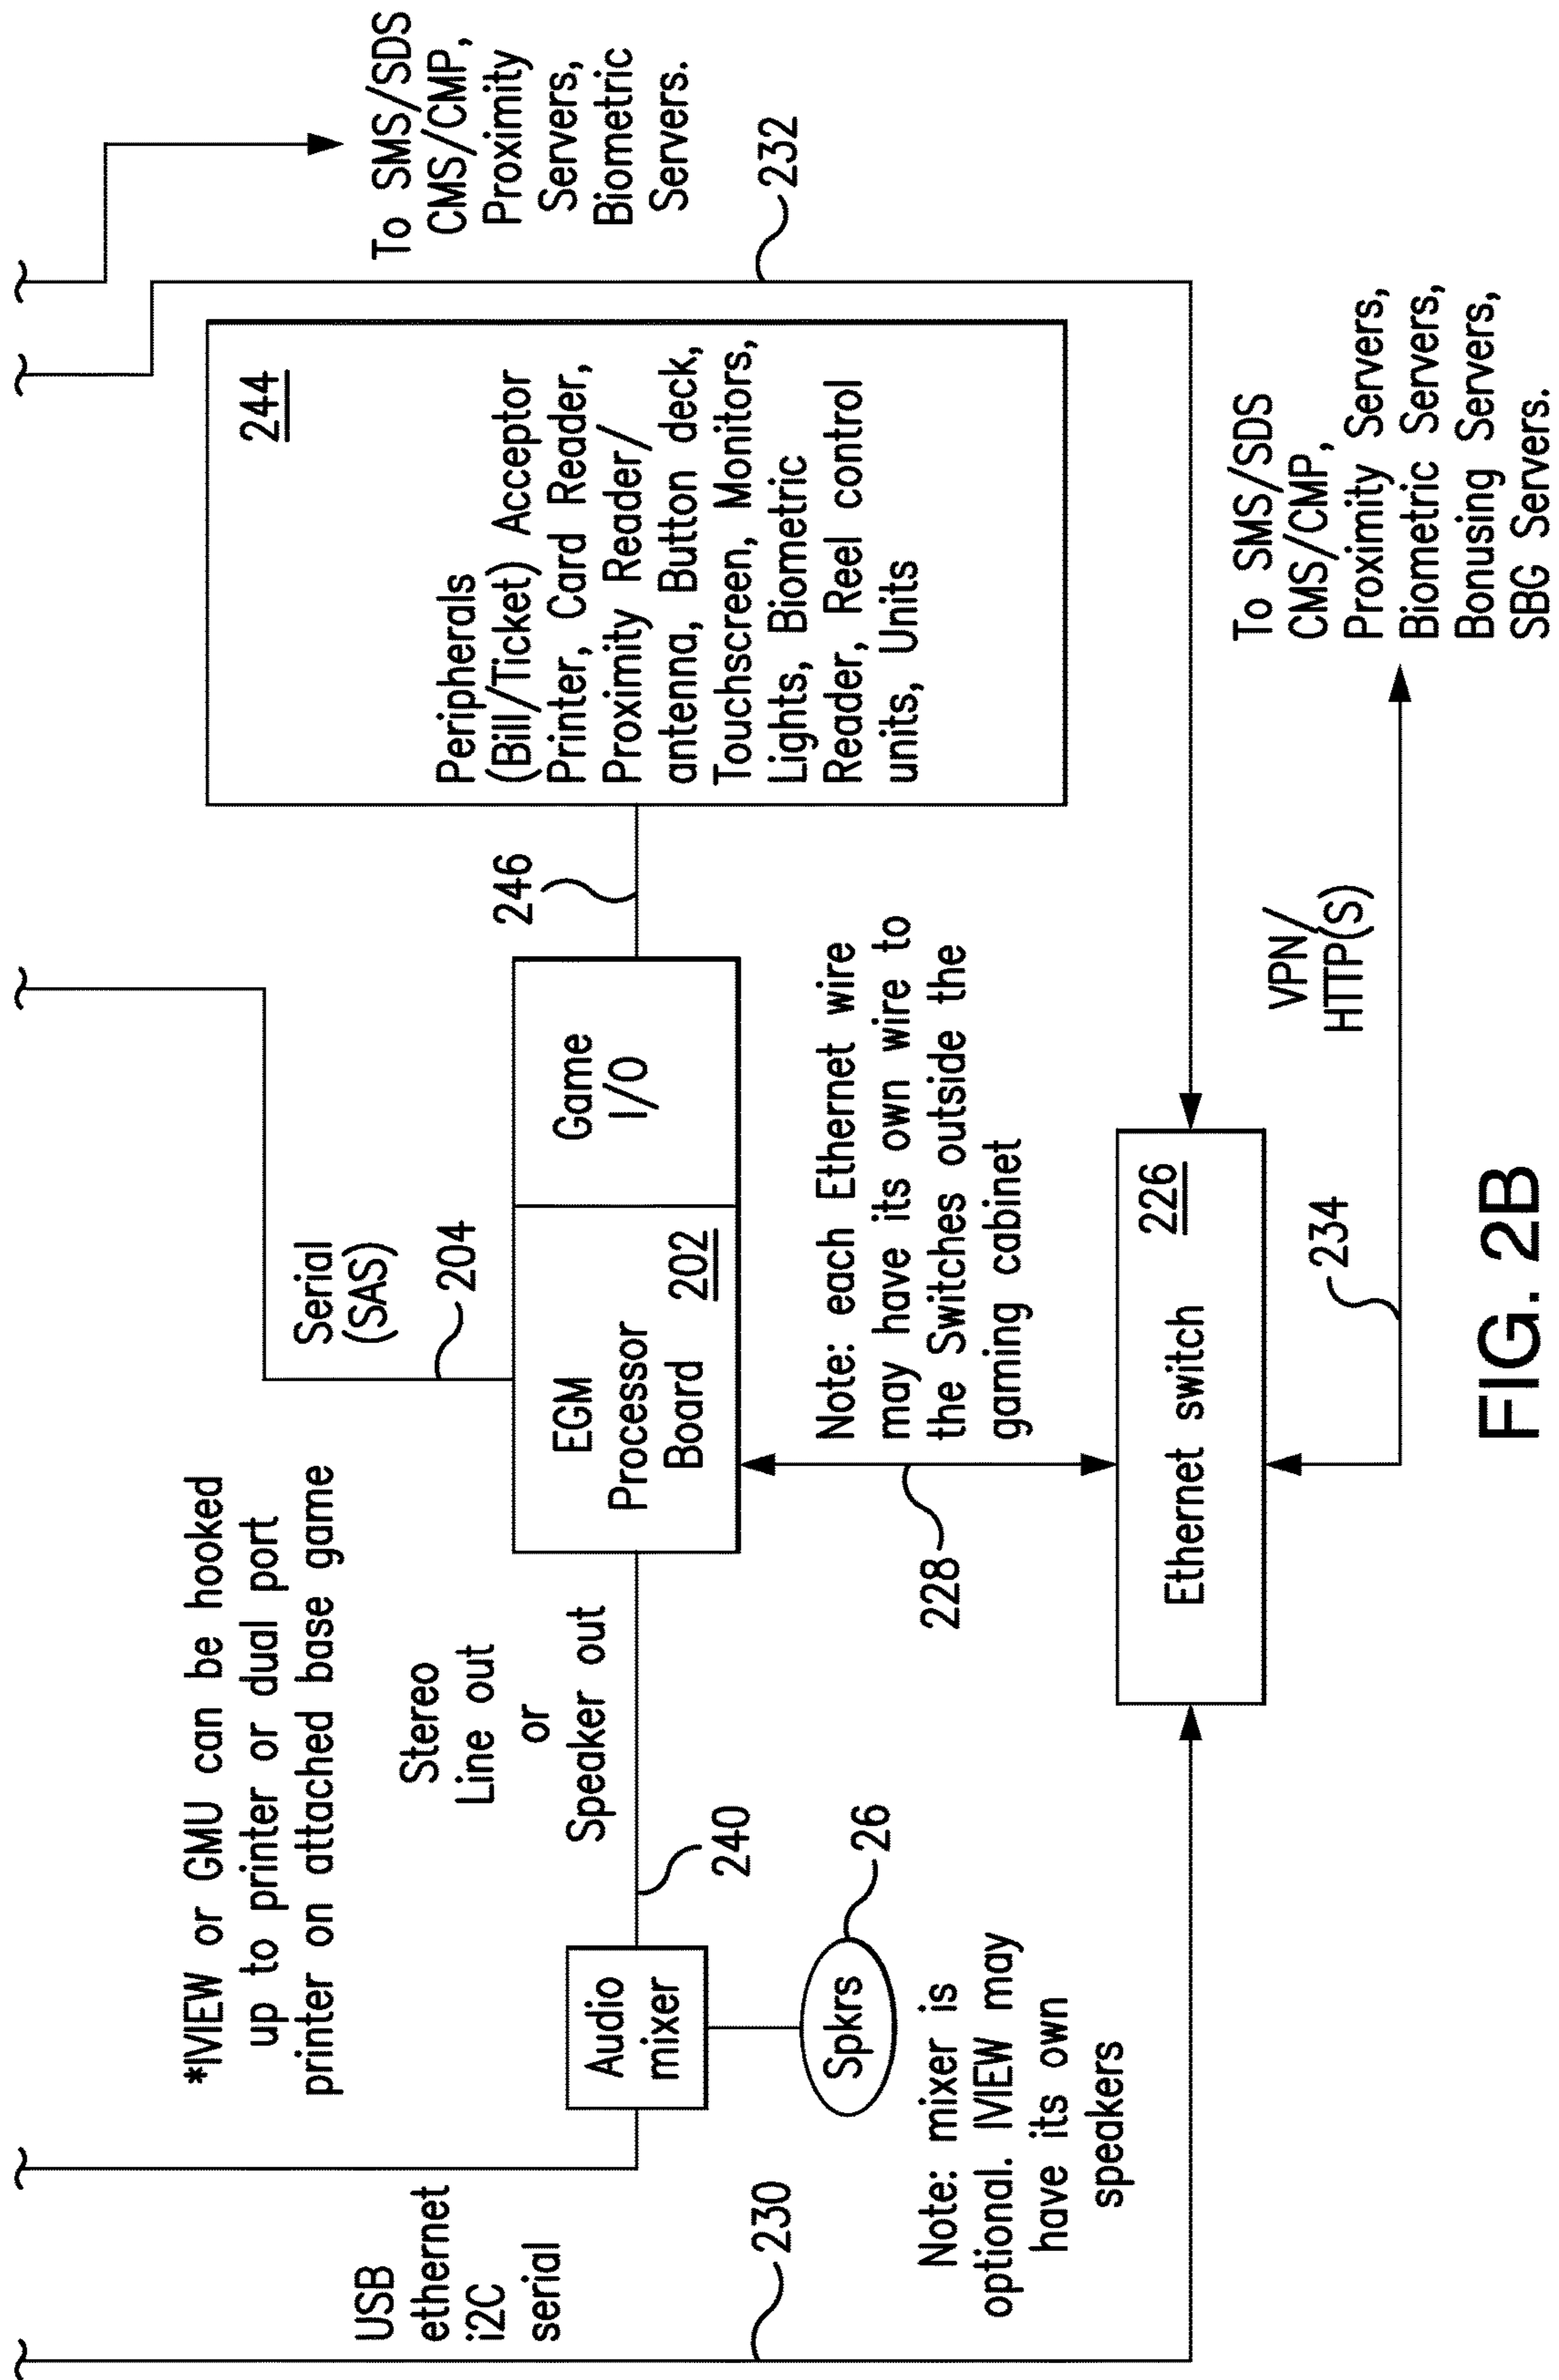 *IVIEW or GMU can be hooked
up to printer or dual port
printer on attached base game
USB
ethernet
i2C
serial
230
Audio
mixer
Spkrs
26
Note: mixer is
optional. IVIEW may
have its own
speakers
Stereo
Line out
or
Speaker out
240
Serial
(SAS)
204
EGM
Processor
Board
202
Game
I/O
246
244
Peripherals
(Bill/Ticket) Acceptor
Printer, Card Reader,
Proximity Reader/
antenna, Button deck,
Touchscreen, Monitors,
Lights, Biometric
Reader, Reel control
units, Units
To SMS/SDS
CMS/CMP,
Proximity
Servers,
Biometric
Servers.
232
228
Note: each Ethernet wire
may have its own wire to
the Switches outside the
gaming cabinet
Ethernet switch
226
234
VPN/
HTTP(S)
To SMS/SDS
CMS/CMP,
Proximity Servers,
Biometric Servers,
Bonusing Servers,
SBG Servers.
FIG. 2B